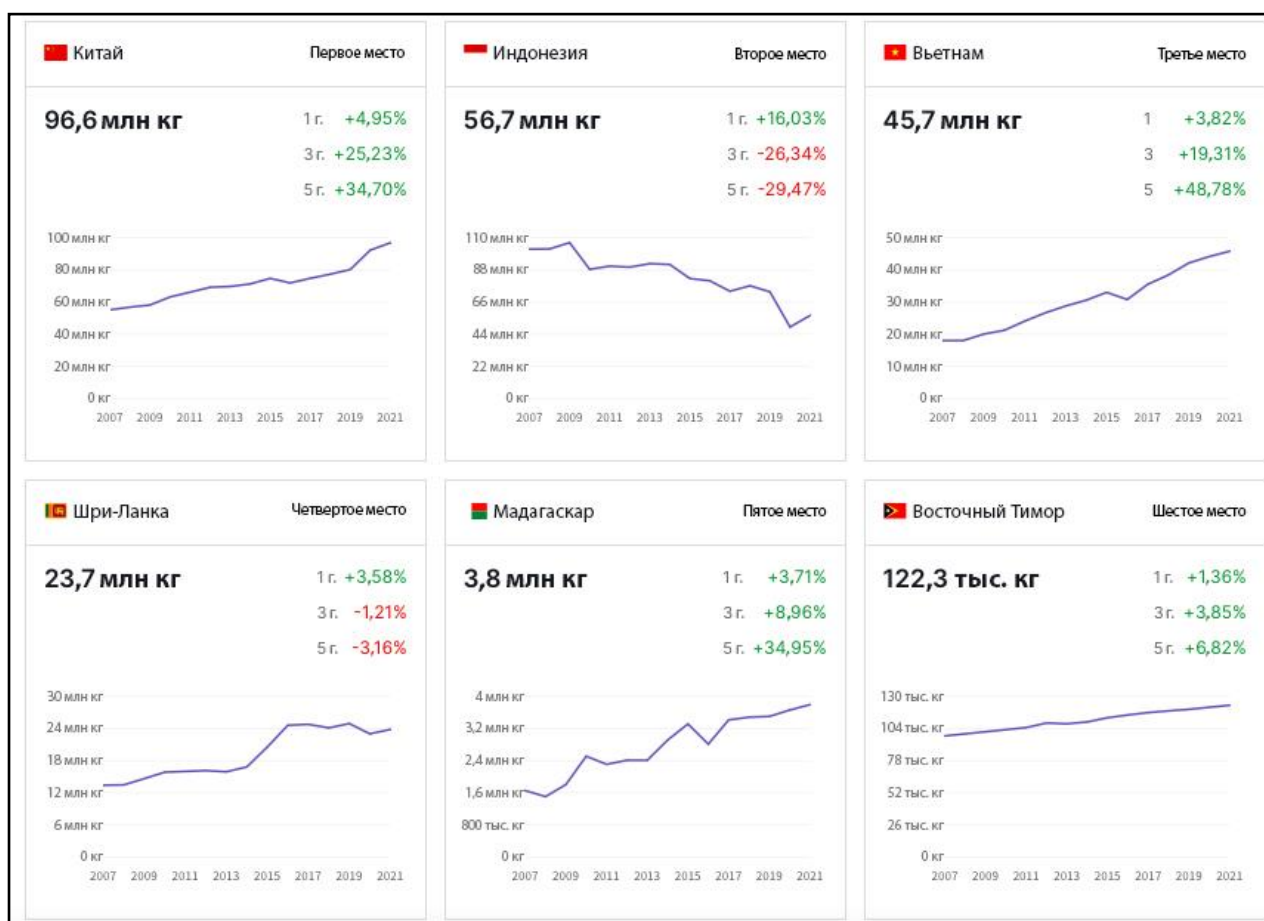 Китай Первое место
96,6 млн кг
1 г. +4,95%
3 г. +25,23%
5 г. +34,70%
100 млн кг
80 млн кг
60 млн кг
40 млн кг
20 млн кг
0 кг
2007 2009 2011 2013 2015 2017 2019 2021
Индонезия Второе место
56,7 млн кг
1 г. +16,03%
3 г. -26,34%
5 г. -29,47%
110 млн кг
88 млн кг
66 млн кг
44 млн кг
22 млн кг
0 кг
2007 2009 2011 2013 2015 2017 2019 2021
Вьетнам Третье место
45,7 млн кг
1 +3,82%
3 +19,31%
5 +48,78%
50 млн кг
40 млн кг
30 млн кг
20 млн кг
10 млн кг
0 кг
2007 2009 2011 2013 2015 2017 2019 2021
Шри-Ланка Четвертое место
23,7 млн кг
1 г. +3,58%
3 г. -1,21%
5 г. -3,16%
30 млн кг
24 млн кг
18 млн кг
12 млн кг
6 млн кг
0 кг
2007 2009 2011 2013 2015 2017 2019 2021
Мадагаскар Пятое место
3,8 млн кг
1 г. +3,71%
3 г. +8,96%
5 г. +34,95%
4 млн кг
3,2 млн кг
2,4 млн кг
1,6 млн кг
800 тыс. кг
0 кг
2007 2009 2011 2013 2015 2017 2019 2021
Восточный Тимор Шестое место
122,3 тыс. кг
1 г. +1,36%
3 г. +3,85%
5 г. +6,82%
130 тыс. кг
104 тыс. кг
78 тыс. кг
52 тыс. кг
26 тыс. кг
0 кг
2007 2009 2011 2013 2015 2017 2019 2021